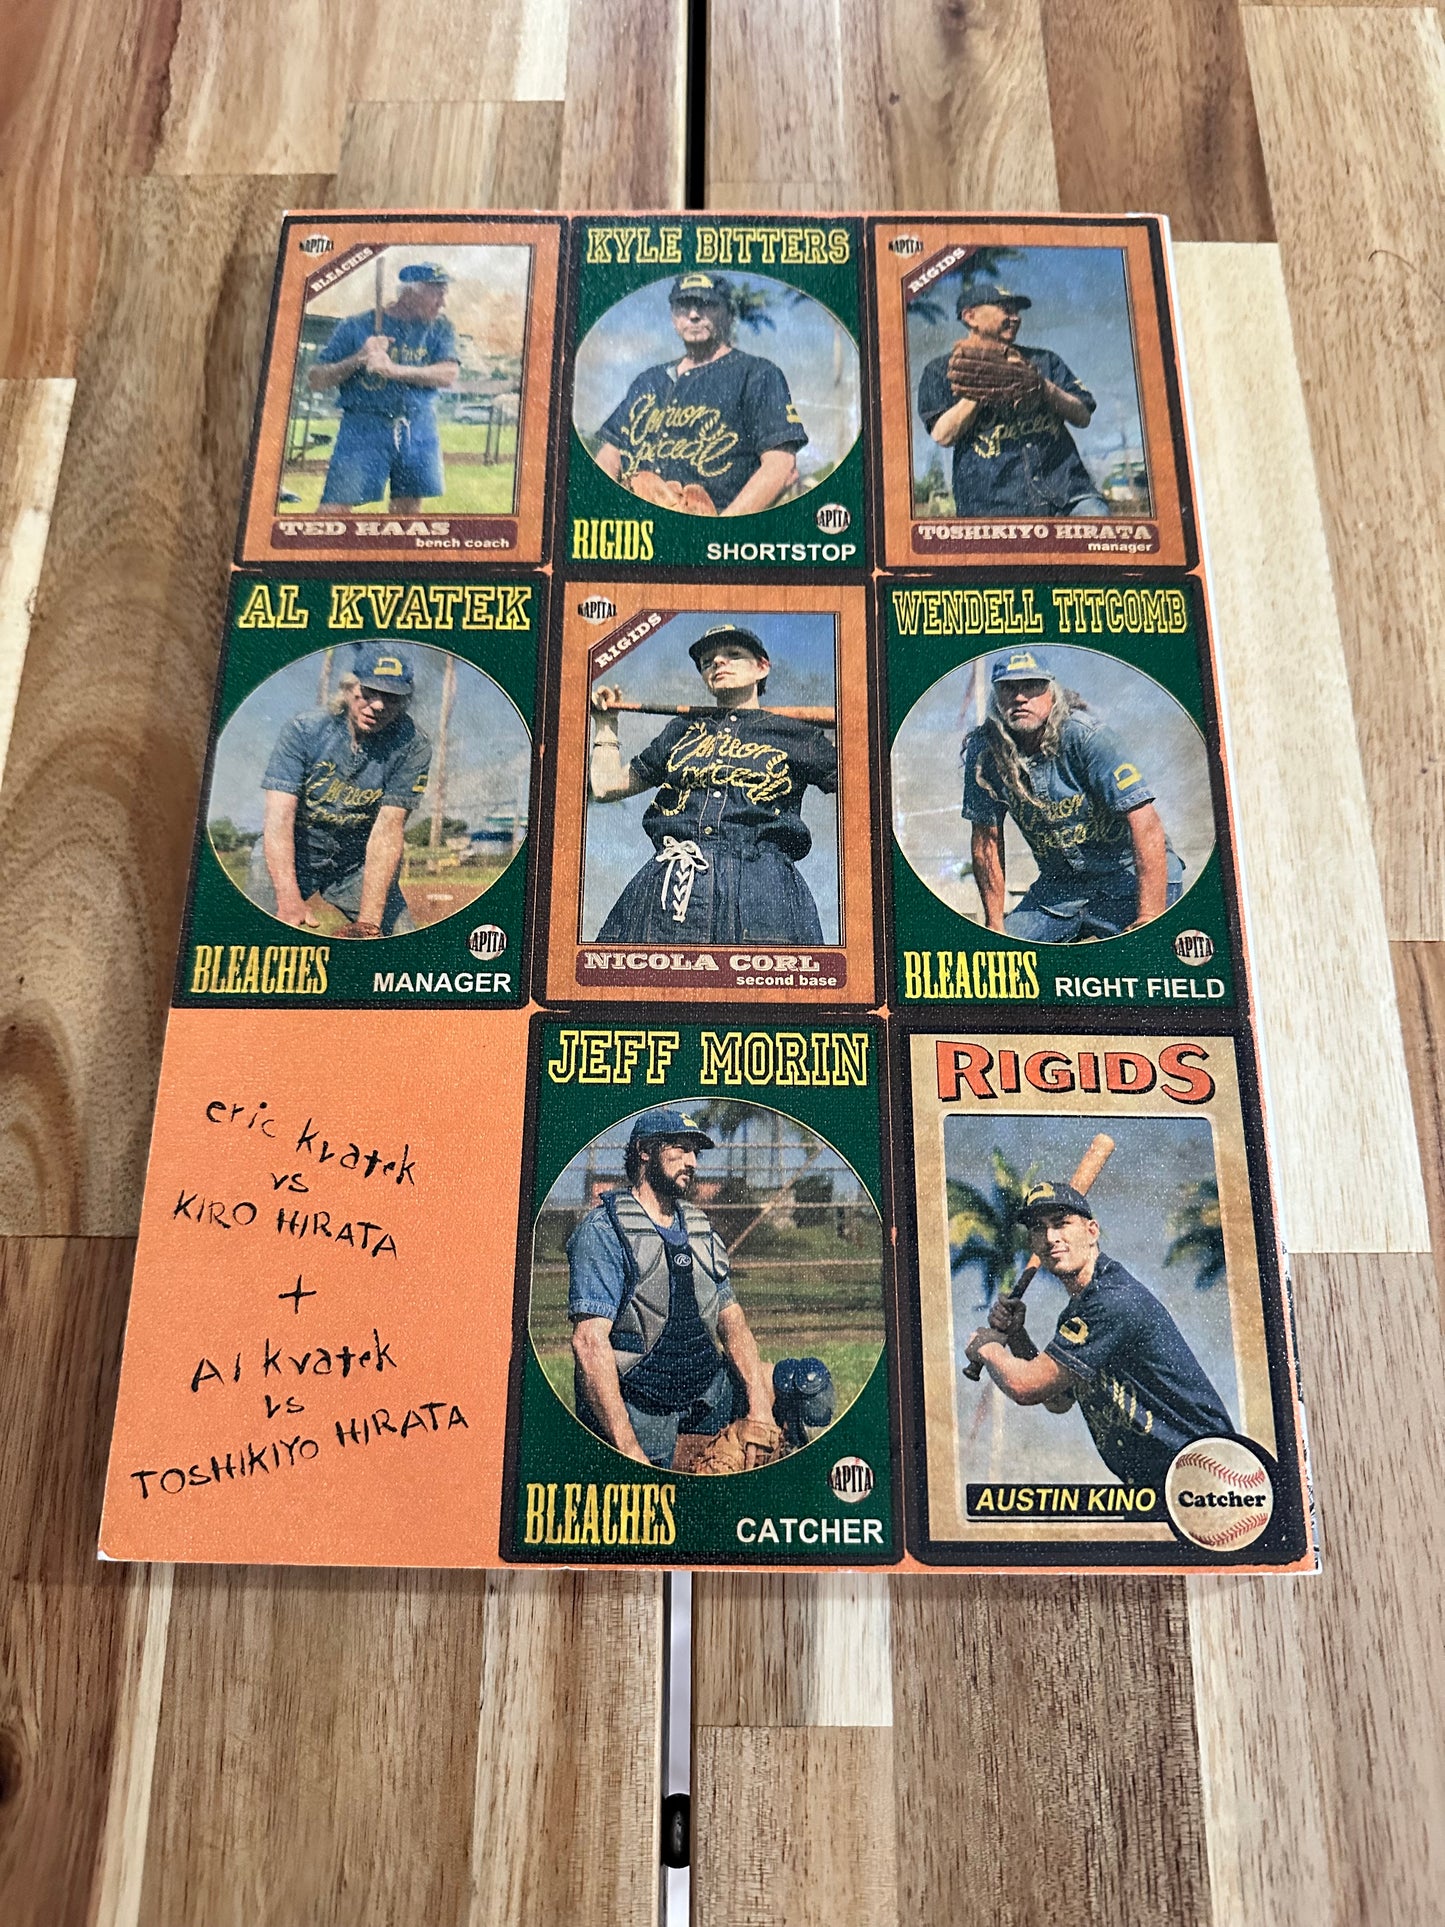 KAPITAL
BLEACHES
TED HAAS
bench coach
KYLE BITTERS
RIGIDS
SHORTSTOP
KAPITAL
RIGIDS
TOSHIKIYO HIRATA
manager
AL KVATEK
BLEACHES
MANAGER
KAPITAL
RIGIDS
NICOLA CORL
second base
WENDELL TITCOMB
BLEACHES
RIGHT FIELD
eric kvatek
vs
KIRO HIRATA
+
Al kvatek
vs
TOSHIKIYO HIRATA
JEFF MORIN
BLEACHES
APITA
CATCHER
RIGIDS
AUSTIN KINO
Catcher